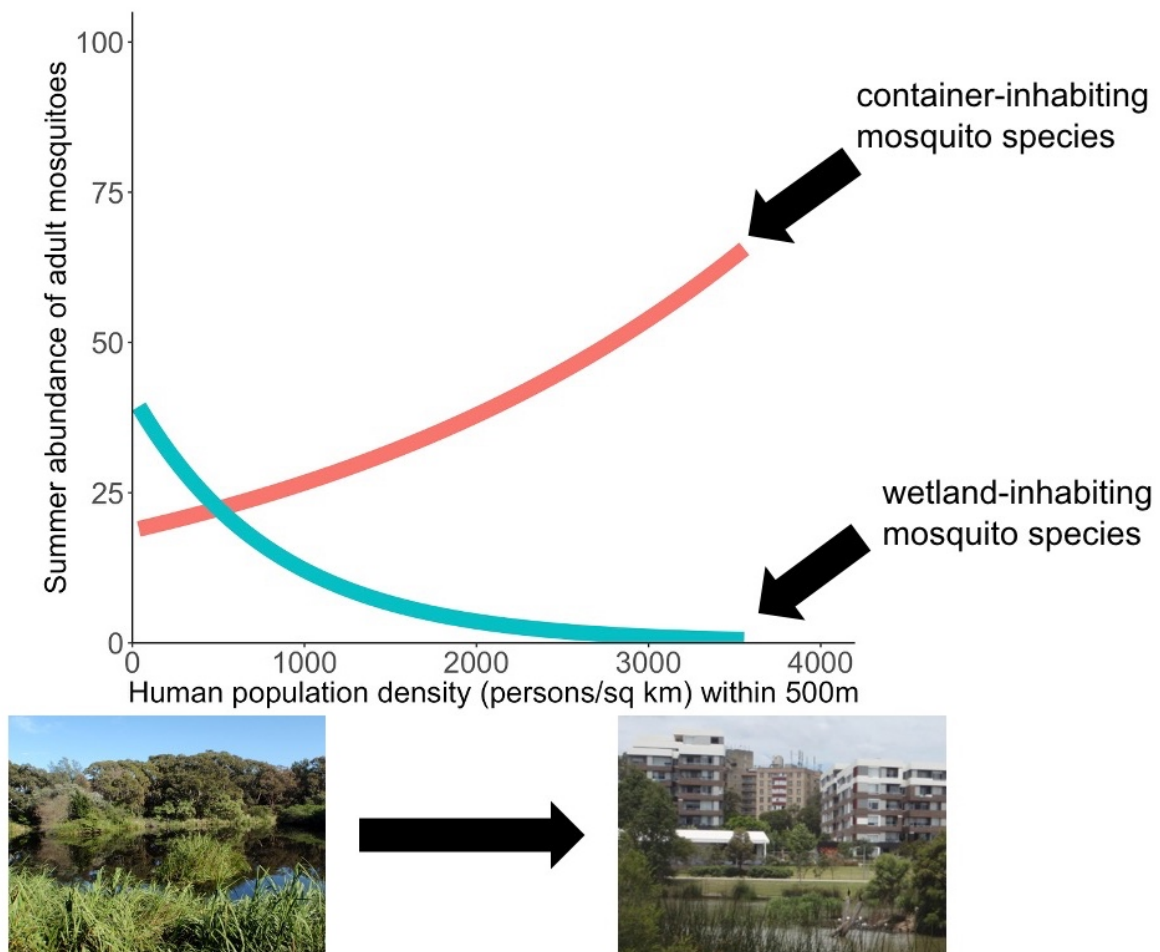 100
75
50
25
0
Summer abundance of adult mosquitoes
container-inhabiting
mosquito species
wetland-inhabiting
mosquito species
0 1000 2000 3000 4000
Human population density (persons/sq km) within 500m